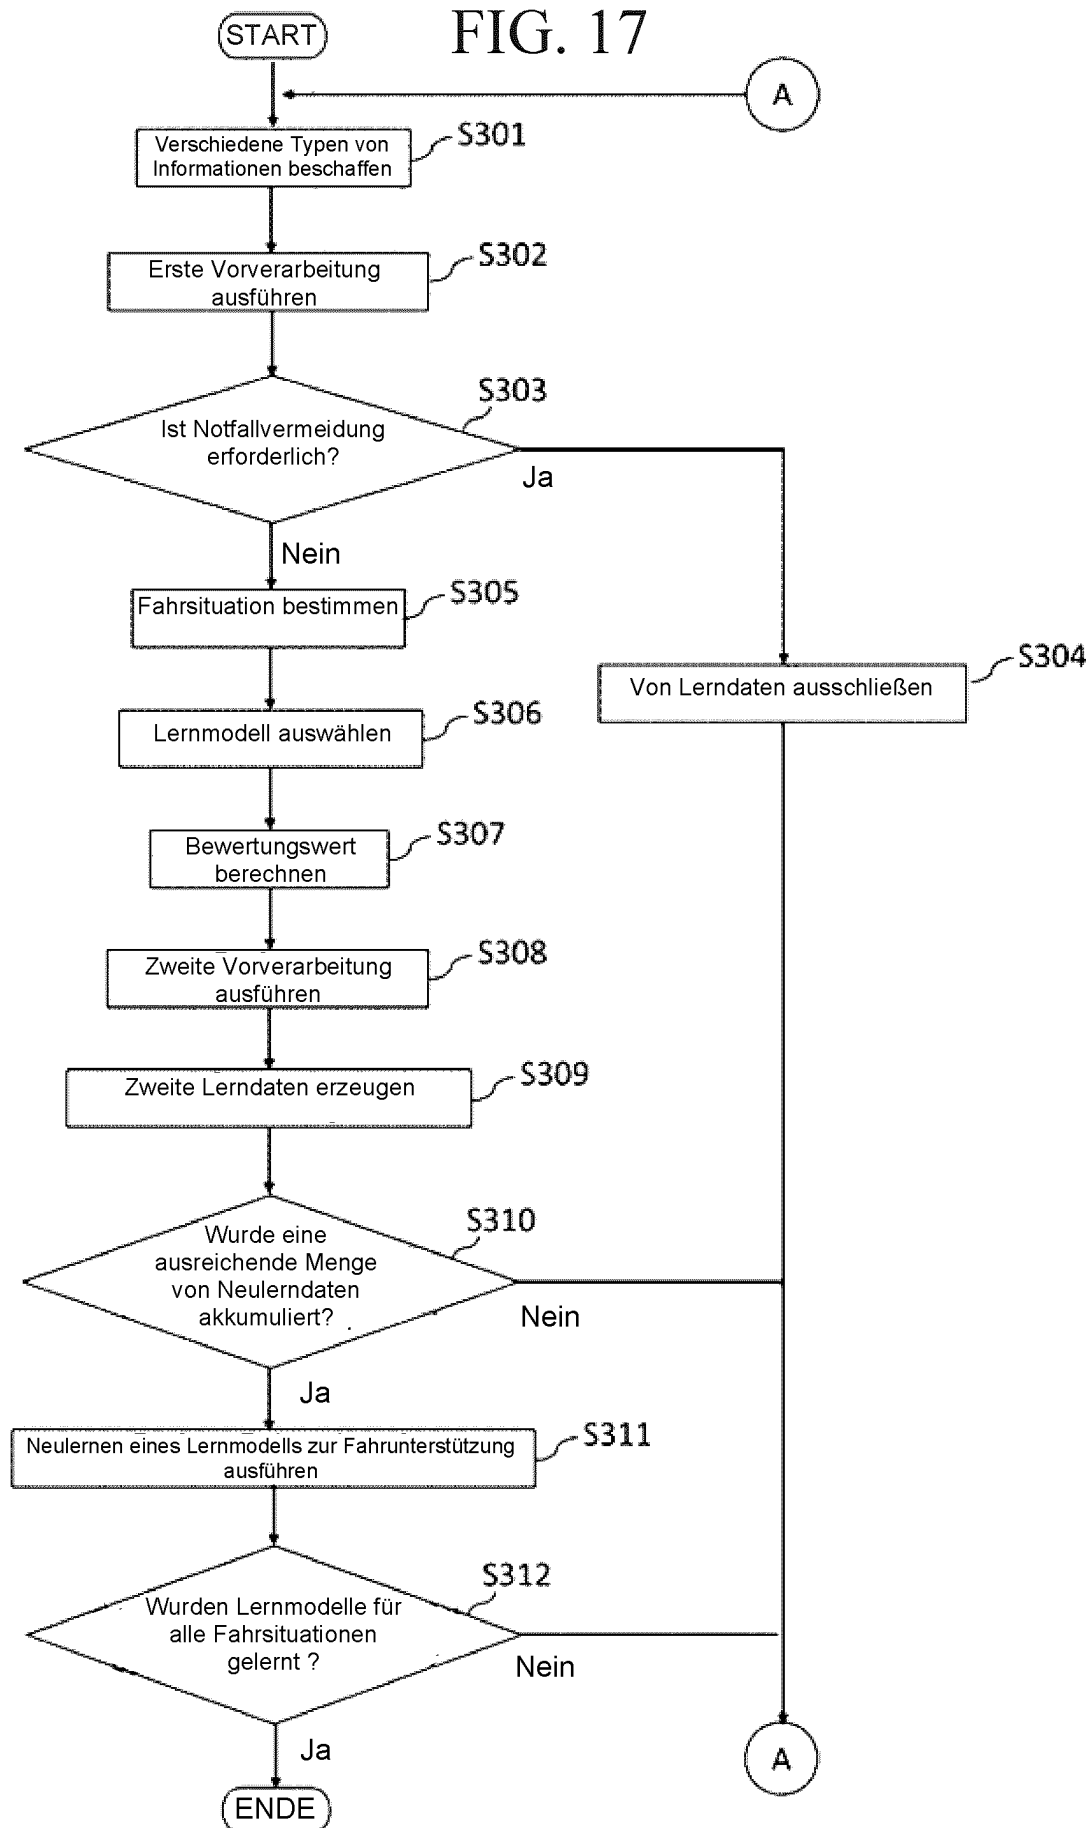 START
FIG. 17
A
Verschiedene Typen von
Informationen beschaffen
S301
Erste Vorverarbeitung
ausführen
S302
Ist Notfallvermeidung
erforderlich?
S303
Ja
Nein
Fahrsituation bestimmen
S305
Von Lerndaten ausschließen
S304
Lernmodell auswählen
S306
Bewertungswert
berechnen
S307
Zweite Vorverarbeitung
ausführen
S308
Zweite Lerndaten erzeugen
S309
Wurde eine
ausreichende Menge
von Neulerndaten
akkumuliert?
S310
Nein
Ja
Neulernen eines Lernmodells zur Fahrunterstützung
ausführen
S311
Wurden Lernmodelle für
alle Fahrsituationen
gelernt ?
S312
Nein
Ja
A
ENDE